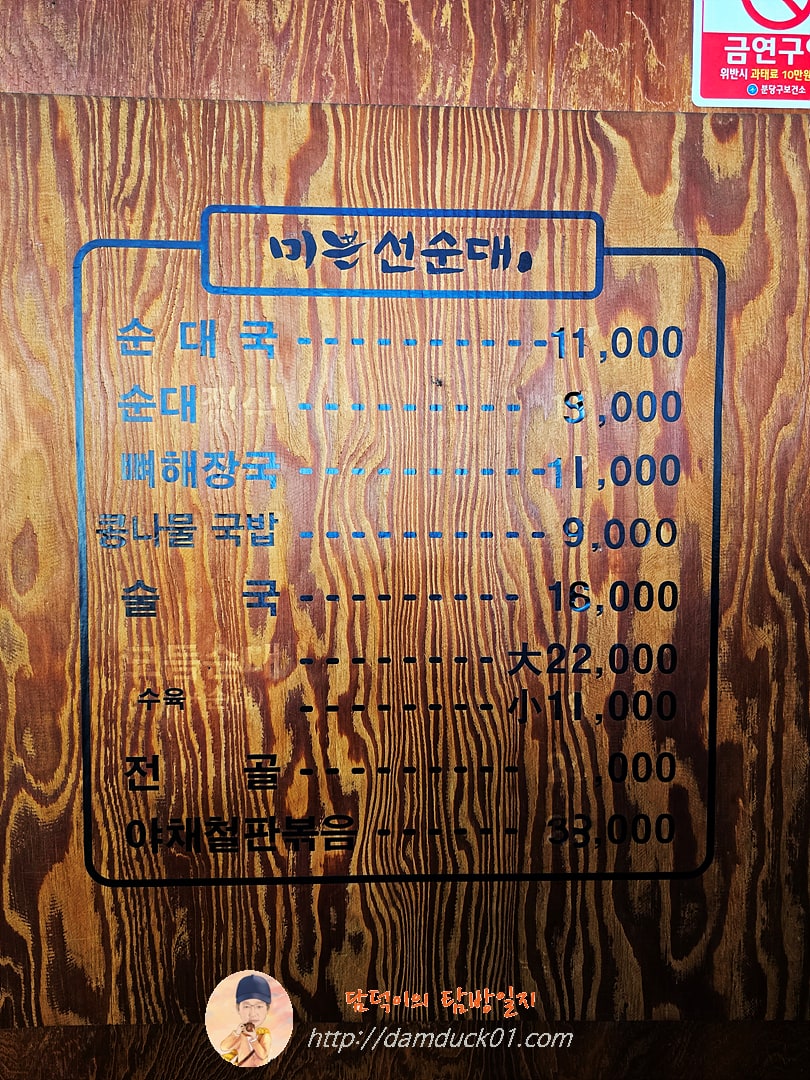 금연구역
위반시 과태료 10만원
분당구보건소
미쁜선순대
순 대 국 ---------- 11,000
순대 --------- ,000
뼈해장국 ---------- 11,000
콩나물 국밥 ---------- 9,000
술 국 --------- 16,000
-------- 大22,000
수육 -------- 小11,000
전 골 --------- ,000
야채철판볶음 ------ 33,000
담덕이의 탐방일지
http://damduck01.com